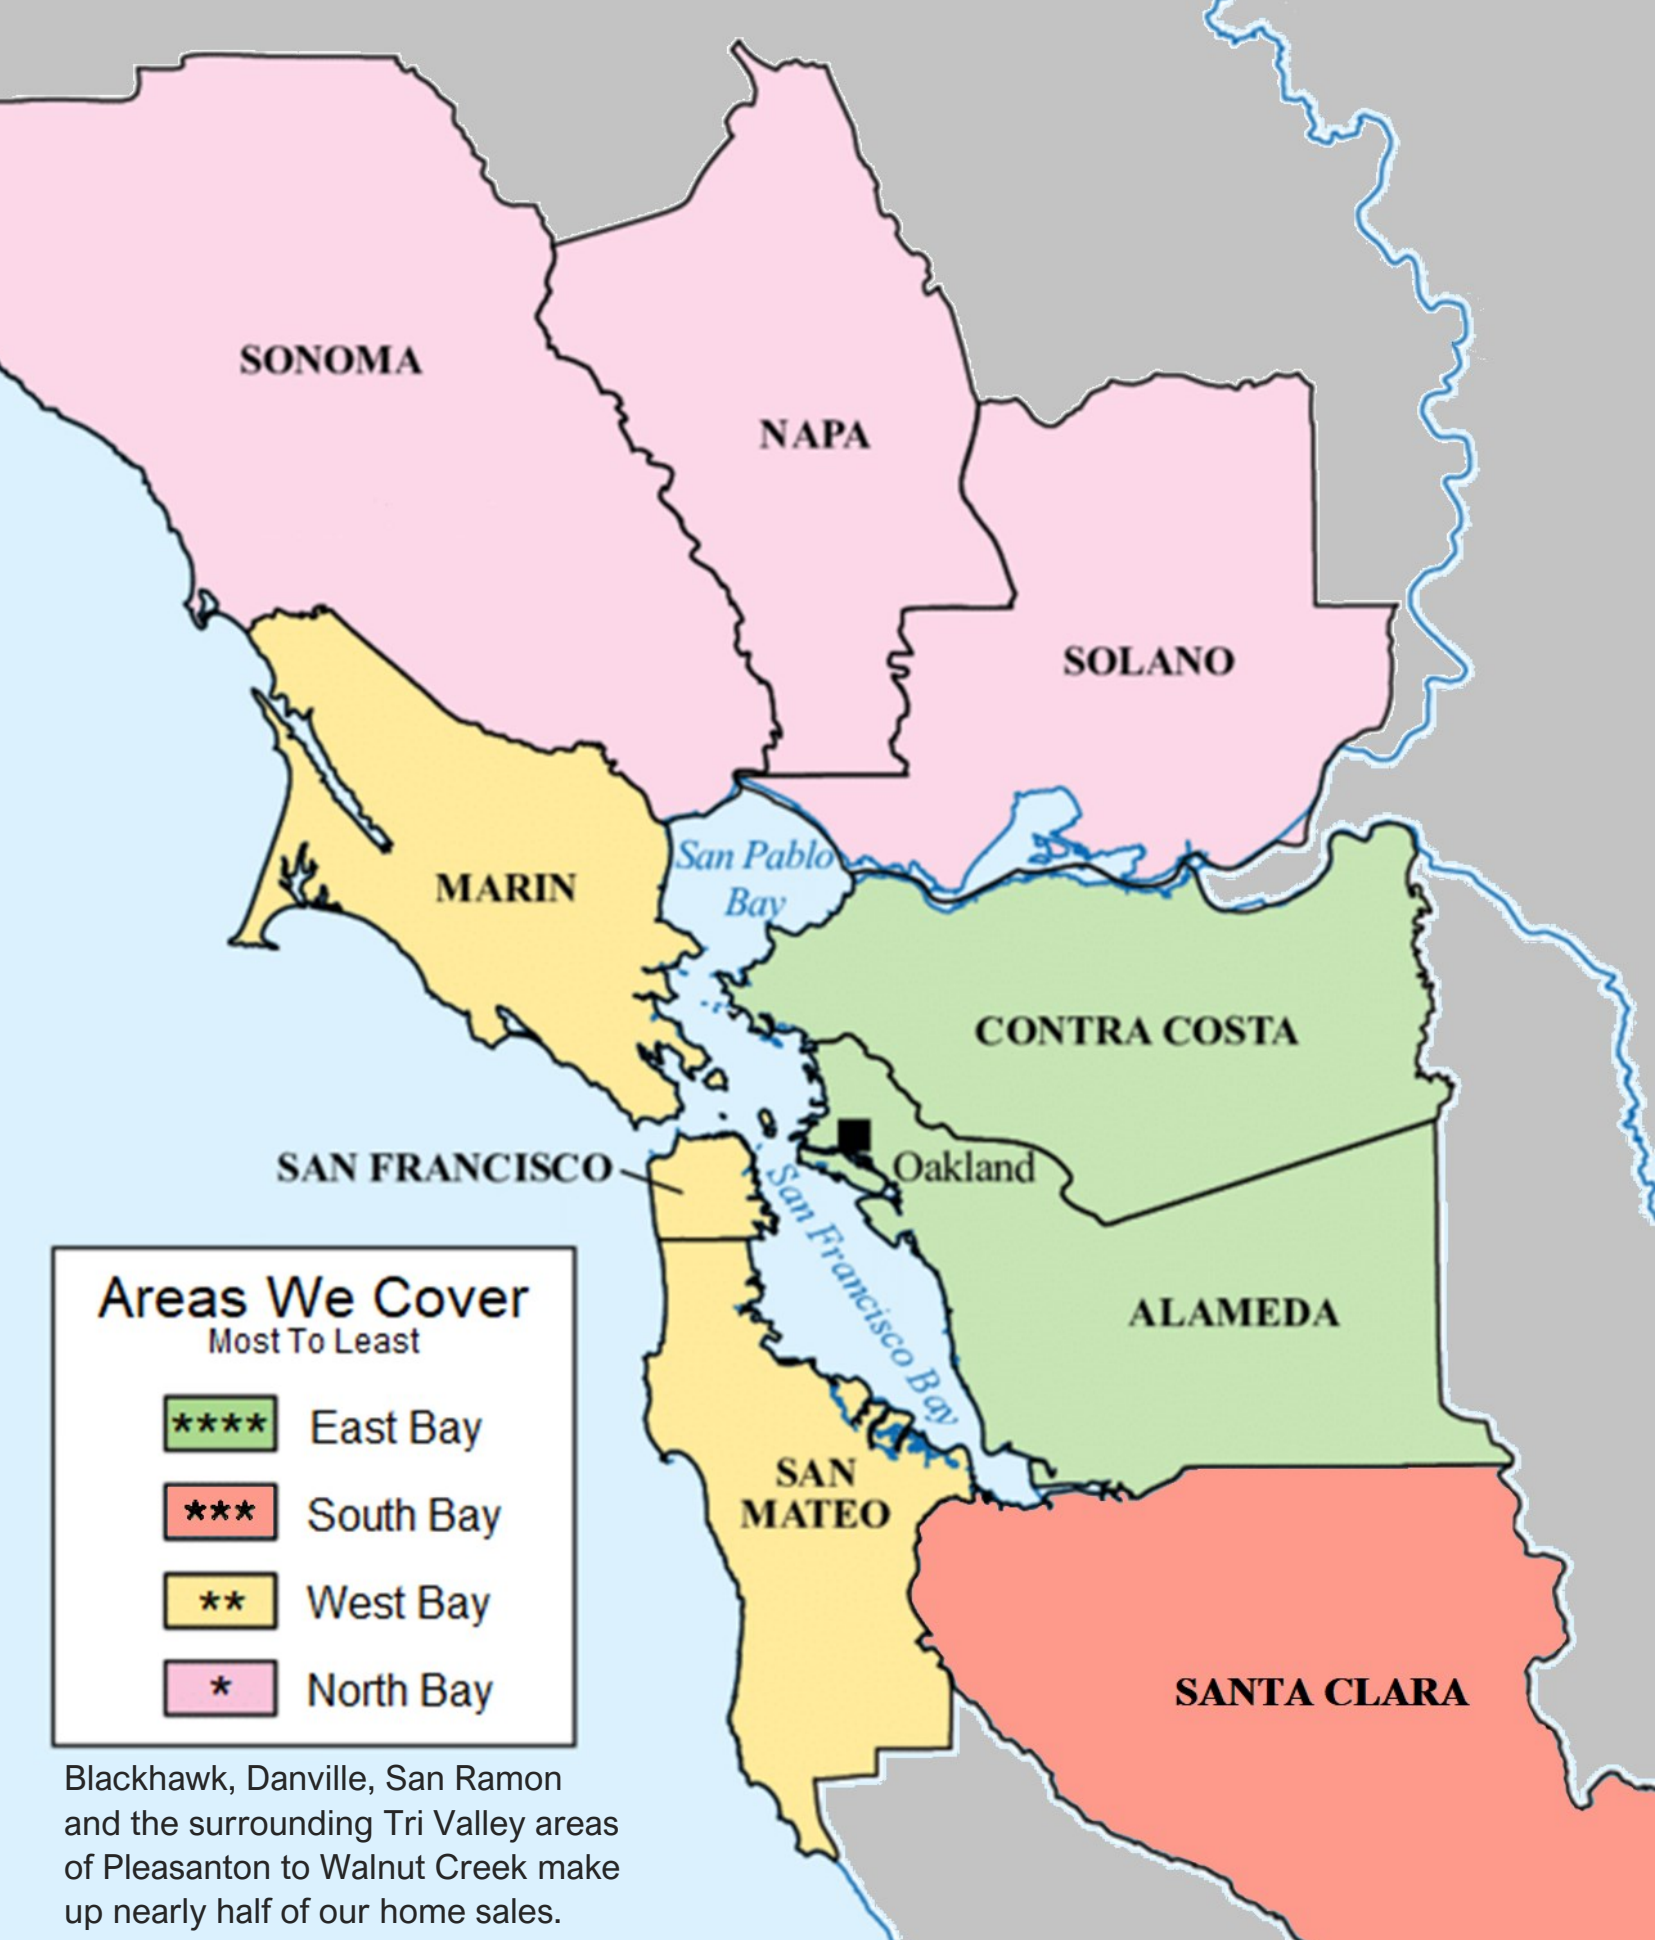 SONOMA
NAPA
SOLANO
San Pablo
Bay
MARIN
CONTRA COSTA
Oakland
SAN FRANCISCO
San Francisco Bay
ALAMEDA
Areas We Cover
Most To Least
**** East Bay
*** South Bay
** West Bay
* North Bay
SAN
MATEO
SANTA CLARA
Blackhawk, Danville, San Ramon
and the surrounding Tri Valley areas
of Pleasanton to Walnut Creek make
up nearly half of our home sales.